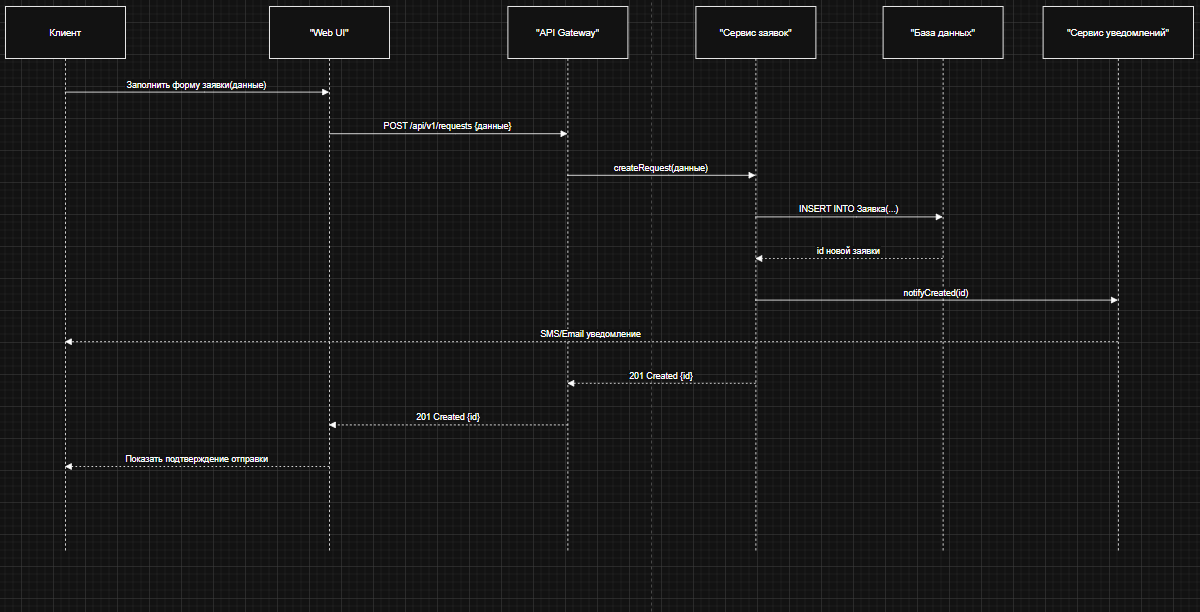 Клиент
"Web UI"
"API Gateway"
"Сервис заявок"
"База данных"
"Сервис уведомлений"
Заполнить форму заявки(данные)
POST /api/v1/requests {данные}
createRequest(данные)
INSERT INTO Заявка(...)
id новой заявки
notifyCreated(id)
SMS/Email уведомление
201 Created {id}
201 Created {id}
Показать подтверждение отправки